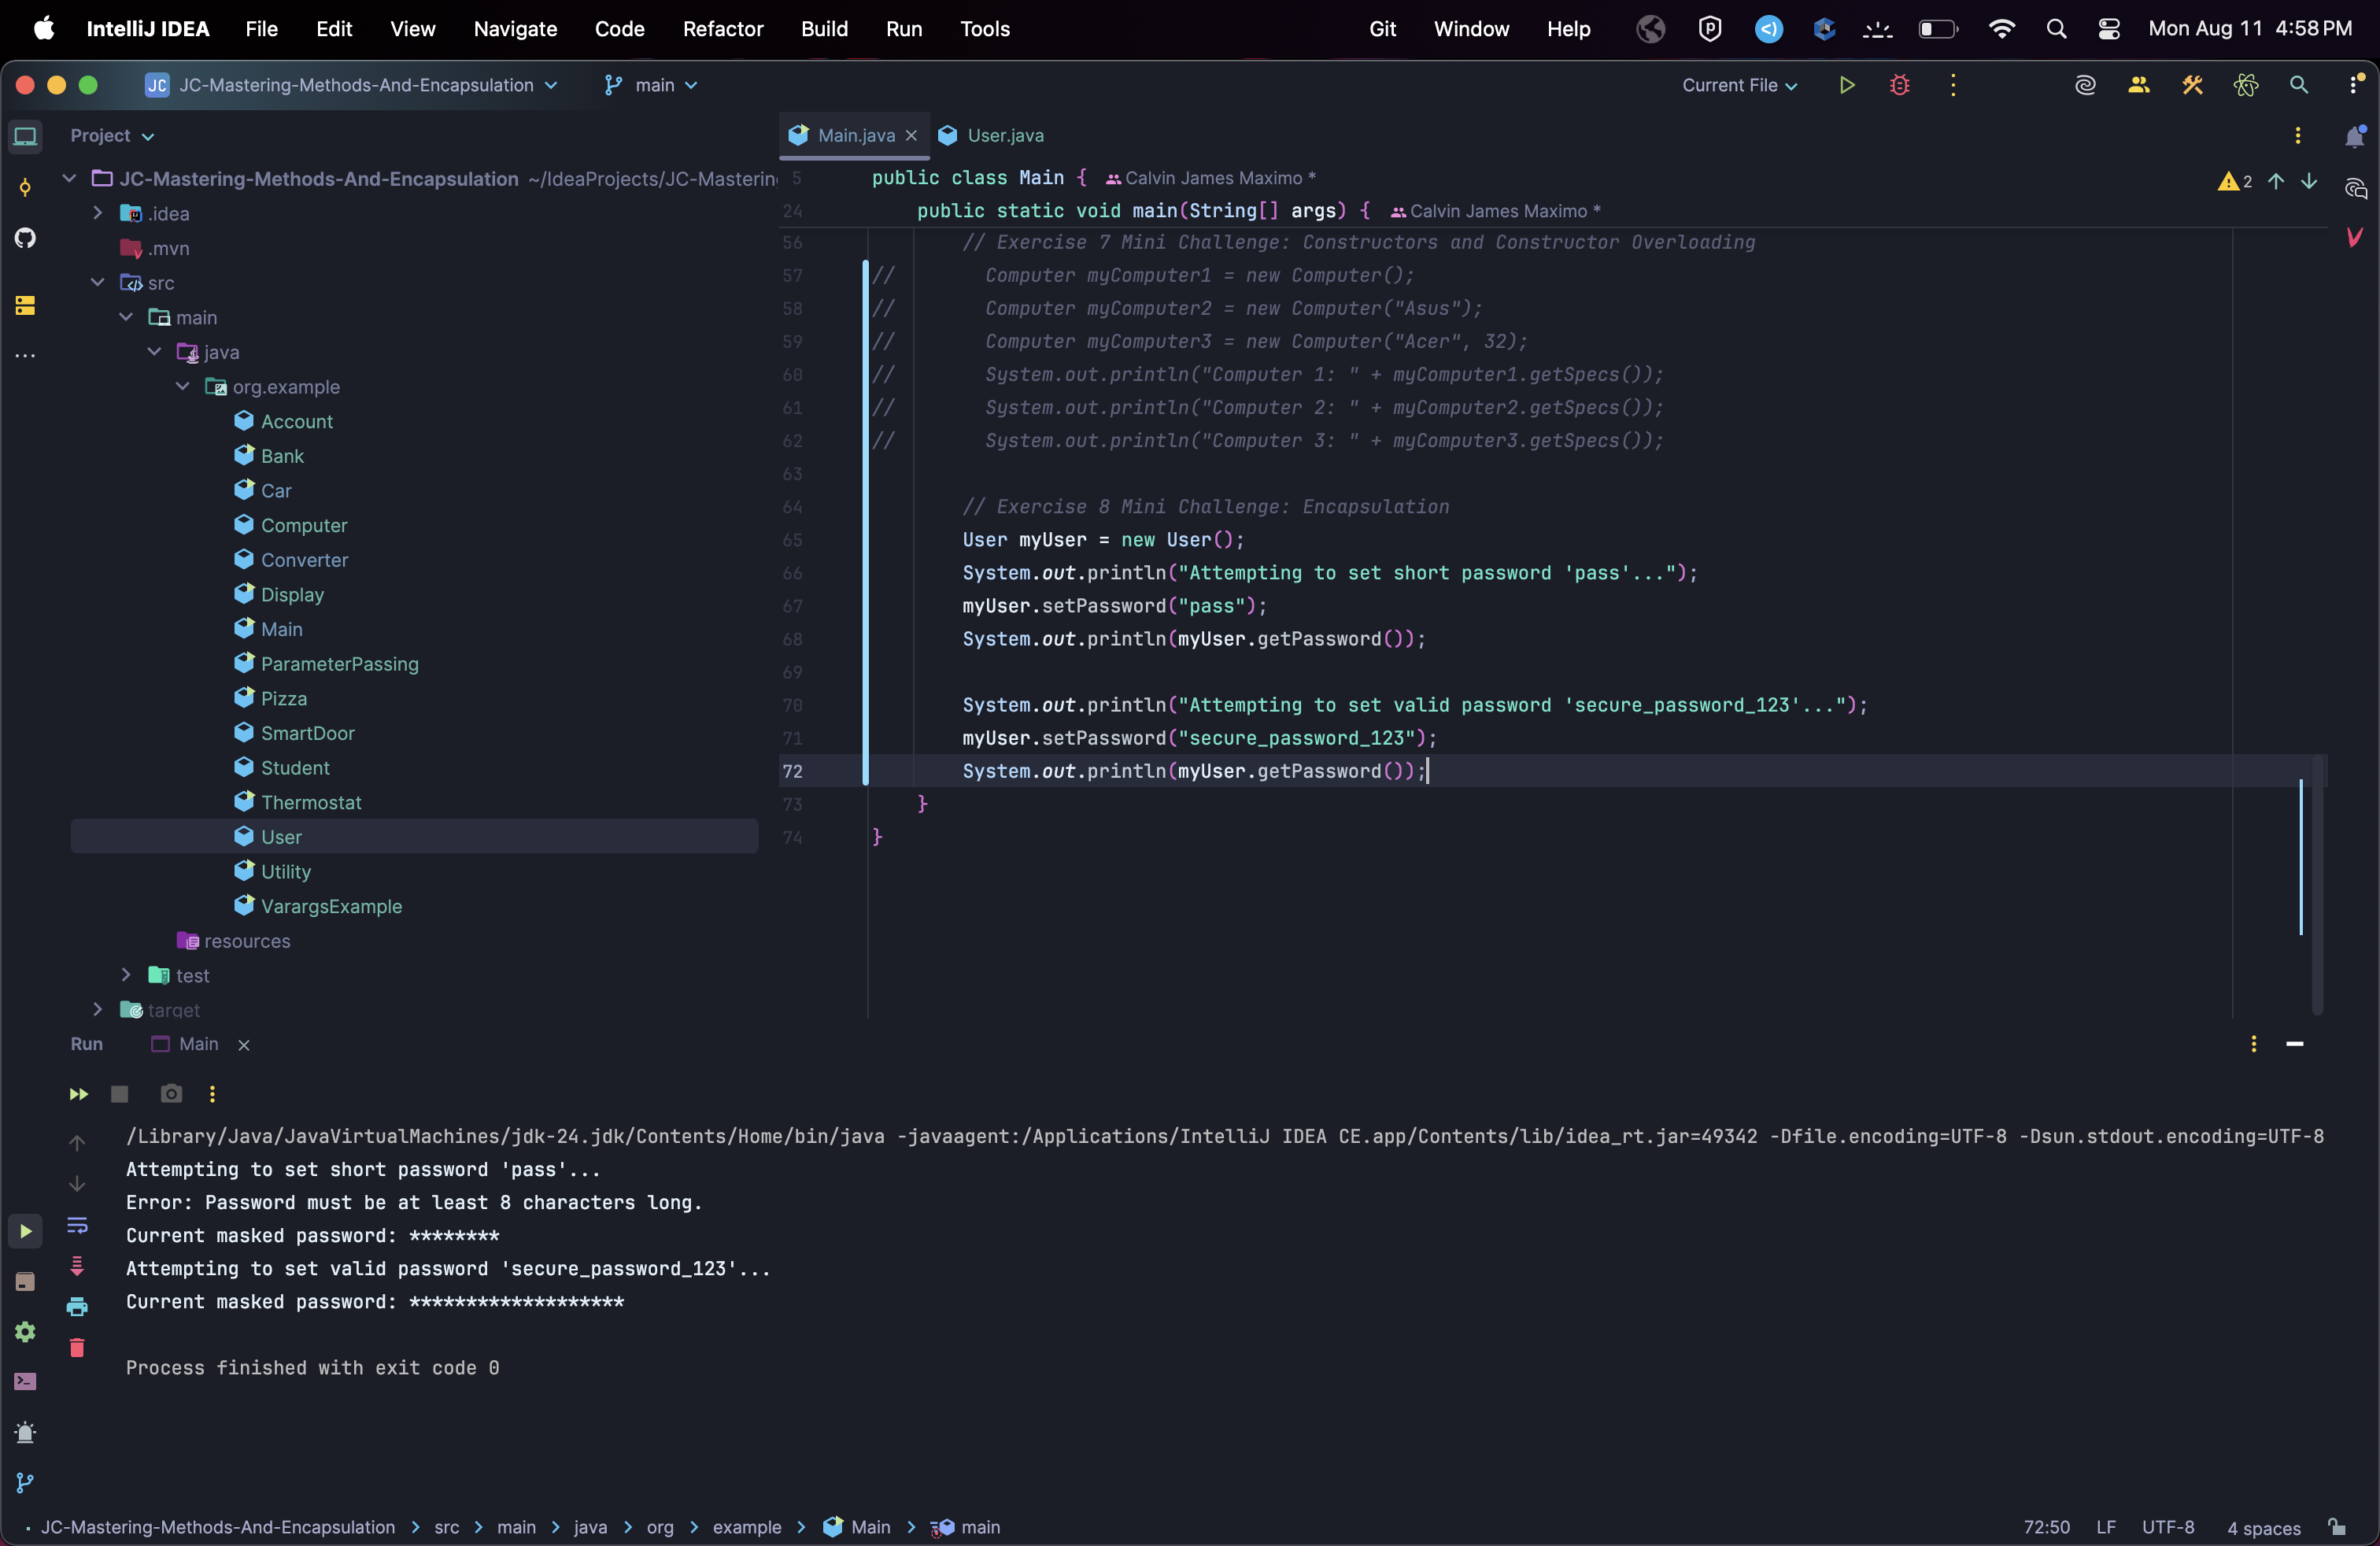 IntelliJ IDEA File Edit View Navigate Code Refactor Build Run Tools Git Window Help Mon Aug 11 4:58 PM
JC JC-Mastering-Methods-And-Encapsulation main Current File
Project
Main.java User.java
JC-Mastering-Methods-And-Encapsulation ~/IdeaProjects/JC-Mastering
.idea
.mvn
src
main
java
org.example
Account
Bank
Car
Computer
Converter
Display
Main
ParameterPassing
Pizza
SmartDoor
Student
Thermostat
User
Utility
VarargsExample
resources
test
target
5 public class Main { Calvin James Maximo * 2
24 public static void main(String[] args) { Calvin James Maximo *
56 // Exercise 7 Mini Challenge: Constructors and Constructor Overloading
57 // Computer myComputer1 = new Computer();
58 // Computer myComputer2 = new Computer("Asus");
59 // Computer myComputer3 = new Computer("Acer", 32);
60 // System.out.println("Computer 1: " + myComputer1.getSpecs());
61 // System.out.println("Computer 2: " + myComputer2.getSpecs());
62 // System.out.println("Computer 3: " + myComputer3.getSpecs());
63
64 // Exercise 8 Mini Challenge: Encapsulation
65 User myUser = new User();
66 System.out.println("Attempting to set short password 'pass'...");
67 myUser.setPassword("pass");
68 System.out.println(myUser.getPassword());
69
70 System.out.println("Attempting to set valid password 'secure_password_123'...");
71 myUser.setPassword("secure_password_123");
72 System.out.println(myUser.getPassword());
73 }
74 }
Run Main
/Library/Java/JavaVirtualMachines/jdk-24.jdk/Contents/Home/bin/java -javaagent:/Applications/IntelliJ IDEA CE.app/Contents/lib/idea_rt.jar=49342 -Dfile.encoding=UTF-8 -Dsun.stdout.encoding=UTF-8
Attempting to set short password 'pass'...
Error: Password must be at least 8 characters long.
Current masked password: ********
Attempting to set valid password 'secure_password_123'...
Current masked password: *******************
Process finished with exit code 0
JC-Mastering-Methods-And-Encapsulation > src > main > java > org > example > Main > main 72:50 LF UTF-8 4 spaces